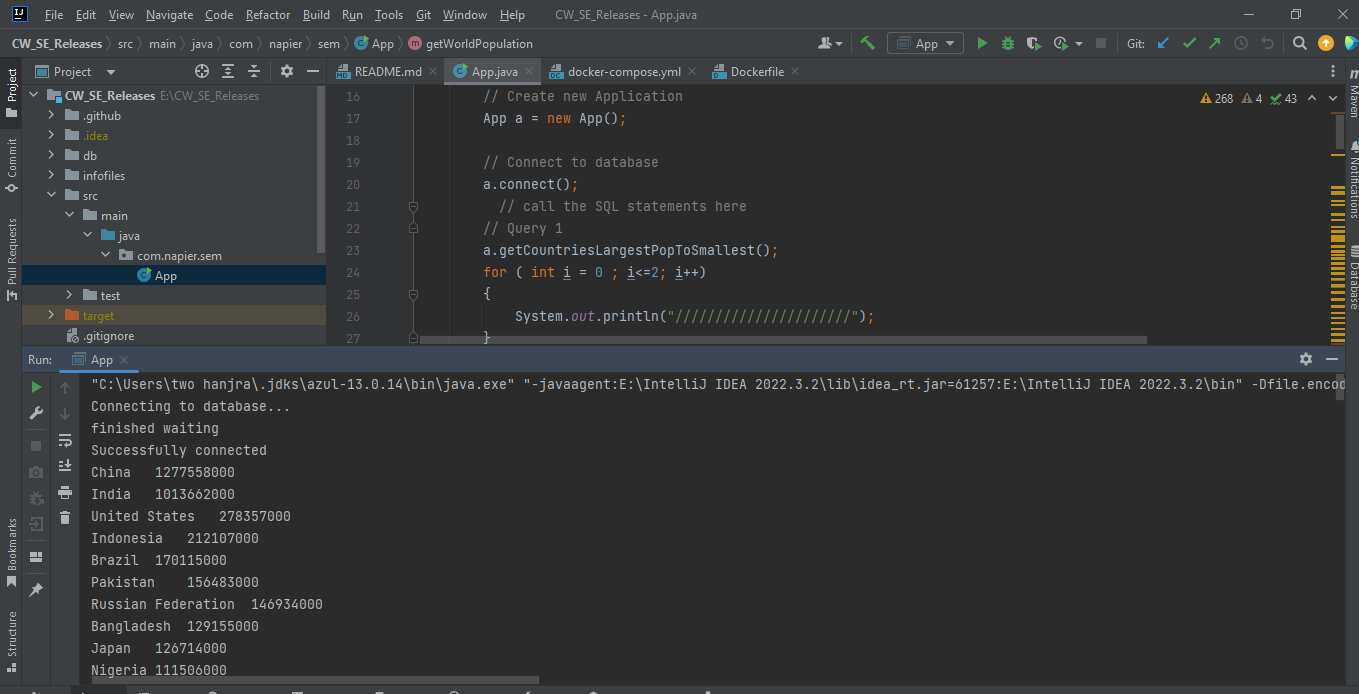 File Edit View Navigate Code Refactor Build Run Tools Git Window Help CW_SE_Releases - App.java
CW_SE_Releases src main java com napier sem App m getWorldPopulation App Git:
Project
Project README.md App.java docker-compose.yml Dockerfile
CW_SE_Releases E:\CW_SE_Releases
.github
.idea
db
infofiles
src
main
java
com.napier.sem
App
test
target
.gitignore
268 4 43
16 // Create new Application
17 App a = new App();
18
19 // Connect to database
20 a.connect();
21 // call the SQL statements here
22 // Query 1
23 a.getCountriesLargestPopToSmallest();
24 for ( int i = 0 ; i<=2; i++)
25 {
26 System.out.println("//////////////////////");
27 }
Commit
Pull Requests
Bookmarks
Structure
Maven
Notifications
Database
Run: App
"C:\Users\two hanjra\.jdks\azul-13.0.14\bin\java.exe" "-javaagent:E:\IntelliJ IDEA 2022.3.2\lib\idea_rt.jar=61257:E:\IntelliJ IDEA 2022.3.2\bin" -Dfile.encod
Connecting to database...
finished waiting
Successfully connected
China 1277558000
India 1013662000
United States 278357000
Indonesia 212107000
Brazil 170115000
Pakistan 156483000
Russian Federation 146934000
Bangladesh 129155000
Japan 126714000
Nigeria 111506000